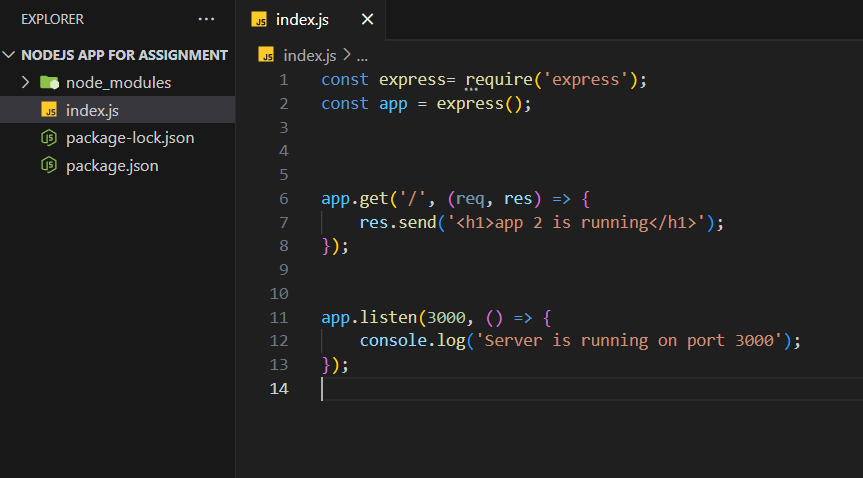 EXPLORER
NODEJS APP FOR ASSIGNMENT
node_modules
JS index.js
JS package-lock.json
JS package.json
JS index.js
JS index.js > ...
1 const express= require('express');
2 const app = express();
3
4
5
6 app.get('/', (req, res) => {
7 res.send('<h1>app 2 is running</h1>');
8 });
9
10
11 app.listen(3000, () => {
12 console.log('Server is running on port 3000');
13 });
14